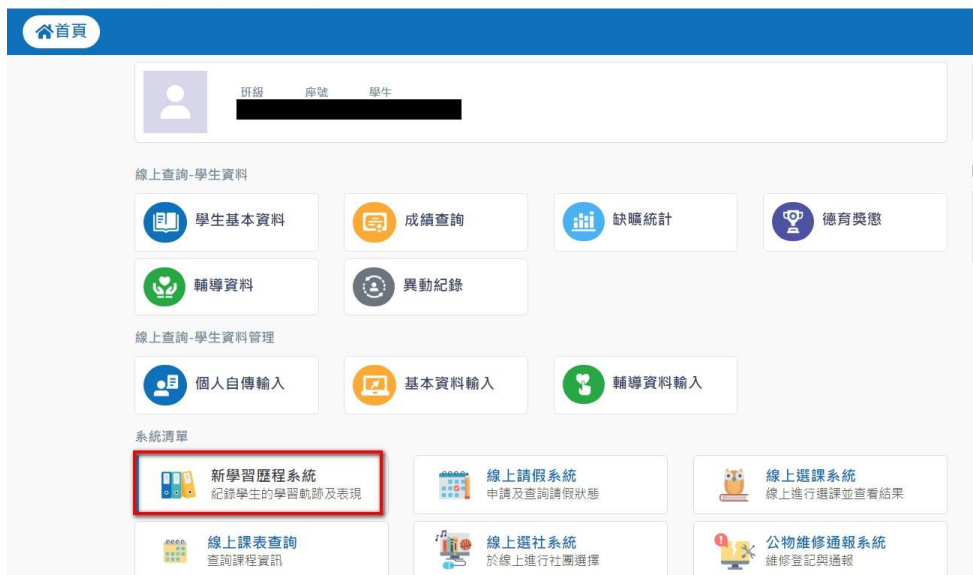 首頁
班級 座號 學生
線上查詢-學生資料
學生基本資料 成績查詢 缺曠統計 德育獎懲
輔導資料 異動紀錄
線上查詢-學生資料管理
個人自傳輸入 基本資料輸入 輔導資料輸入
系統清單
新學習歷程系統 線上請假系統 線上選課系統
紀錄學生的學習軌跡及表現 申請及查詢請假狀態 線上進行選課並查看結果
線上課表查詢 線上選社系統 公物維修通報系統
查詢課程資訊 於線上進行社團選擇 維修登記與通報